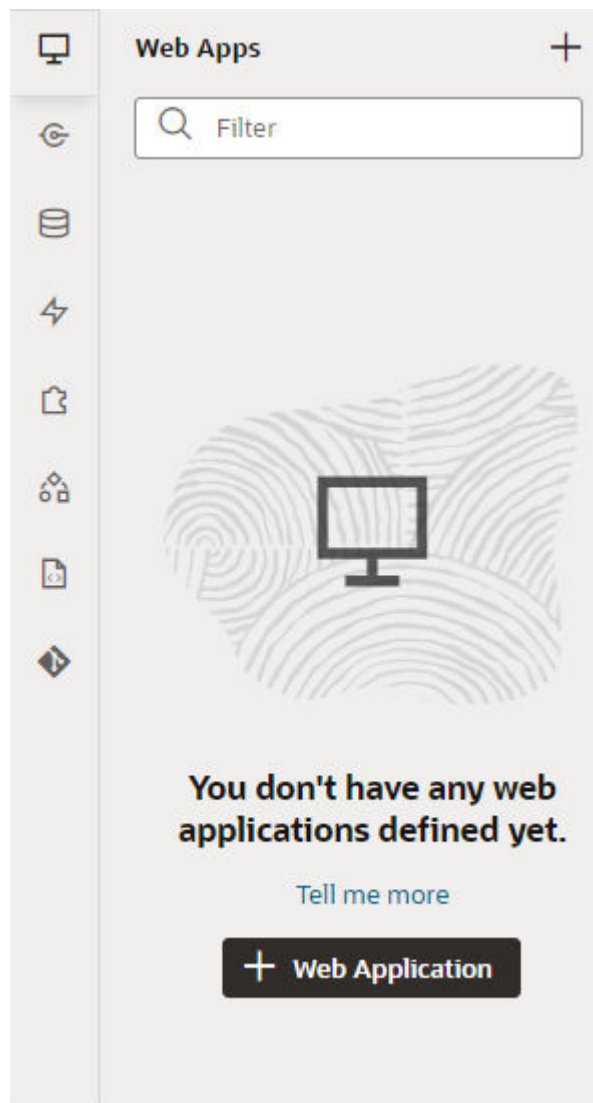 Web Apps
Filter
You don't have any web
applications defined yet.
Tell me more
Web Application